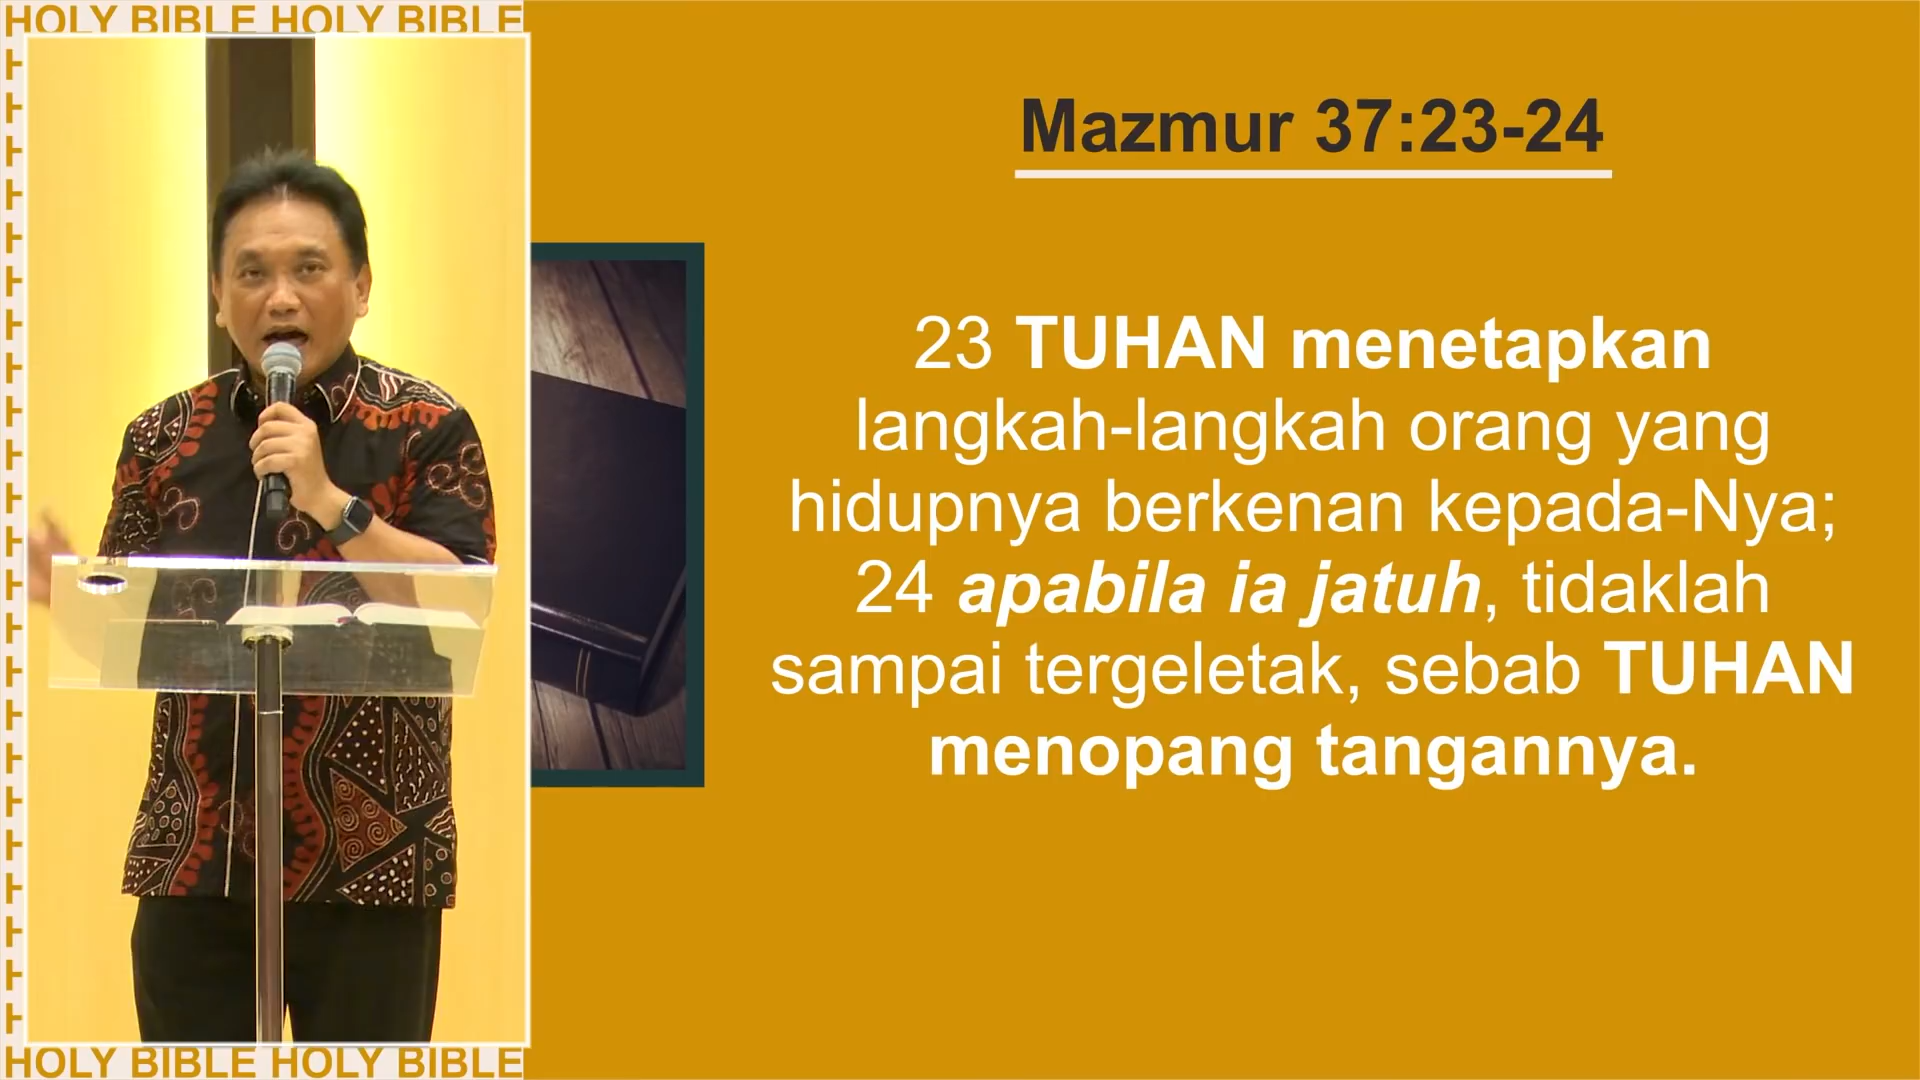 HOLY BIBLE HOLY BIBLE
Mazmur 37:23-24
23 TUHAN menetapkan
langkah-langkah orang yang
hidupnya berkenan kepada-Nya;
24 apabila ia jatuh, tidaklah
sampai tergeletak, sebab TUHAN
menopang tangannya.
HOLY BIBLE HOLY BIBLE